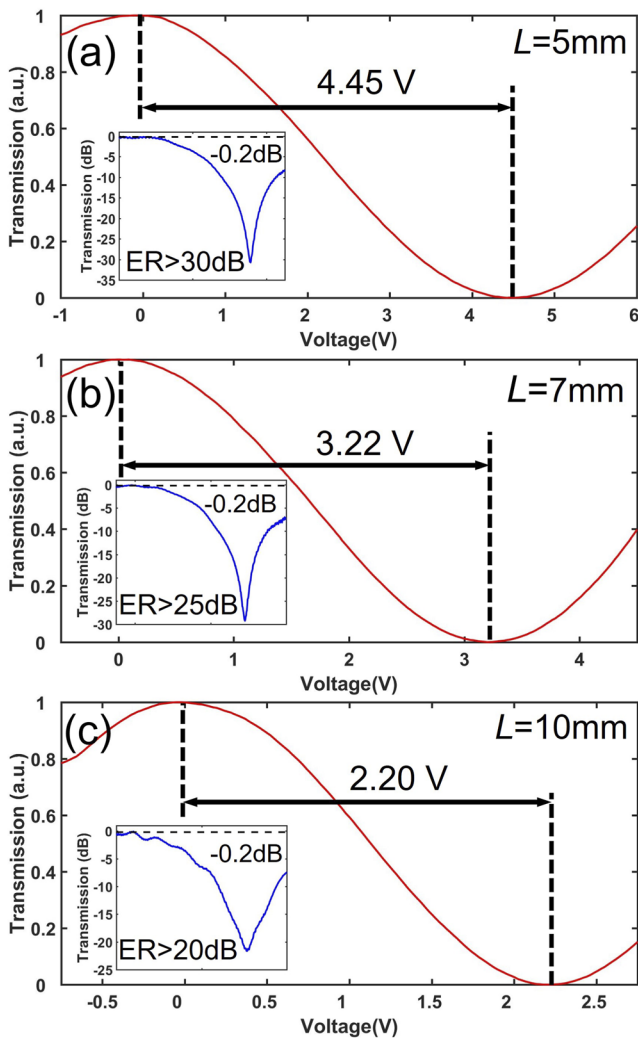 (a)
L=5mm
4.45 V
Transmission (a.u.)
1
0.8
0.6
0.4
0.2
0
-1
0
1
2
3
4
5
6
Voltage(V)
Transmission (dB)
0
-5
-10
-15
-20
-25
-30
-35
-0.2dB
ER>30dB
(b)
L=7mm
3.22 V
Transmission (a.u.)
1
0.8
0.6
0.4
0.2
0
0
1
2
3
4
Voltage(V)
Transmission (dB)
0
-5
-10
-15
-20
-25
-30
-0.2dB
ER>25dB
(c)
L=10mm
2.20 V
Transmission (a.u.)
1
0.8
0.6
0.4
0.2
0
-0.5
0
0.5
1
1.5
2
2.5
Voltage(V)
Transmission (dB)
0
-5
-10
-15
-20
-25
-0.2dB
ER>20dB